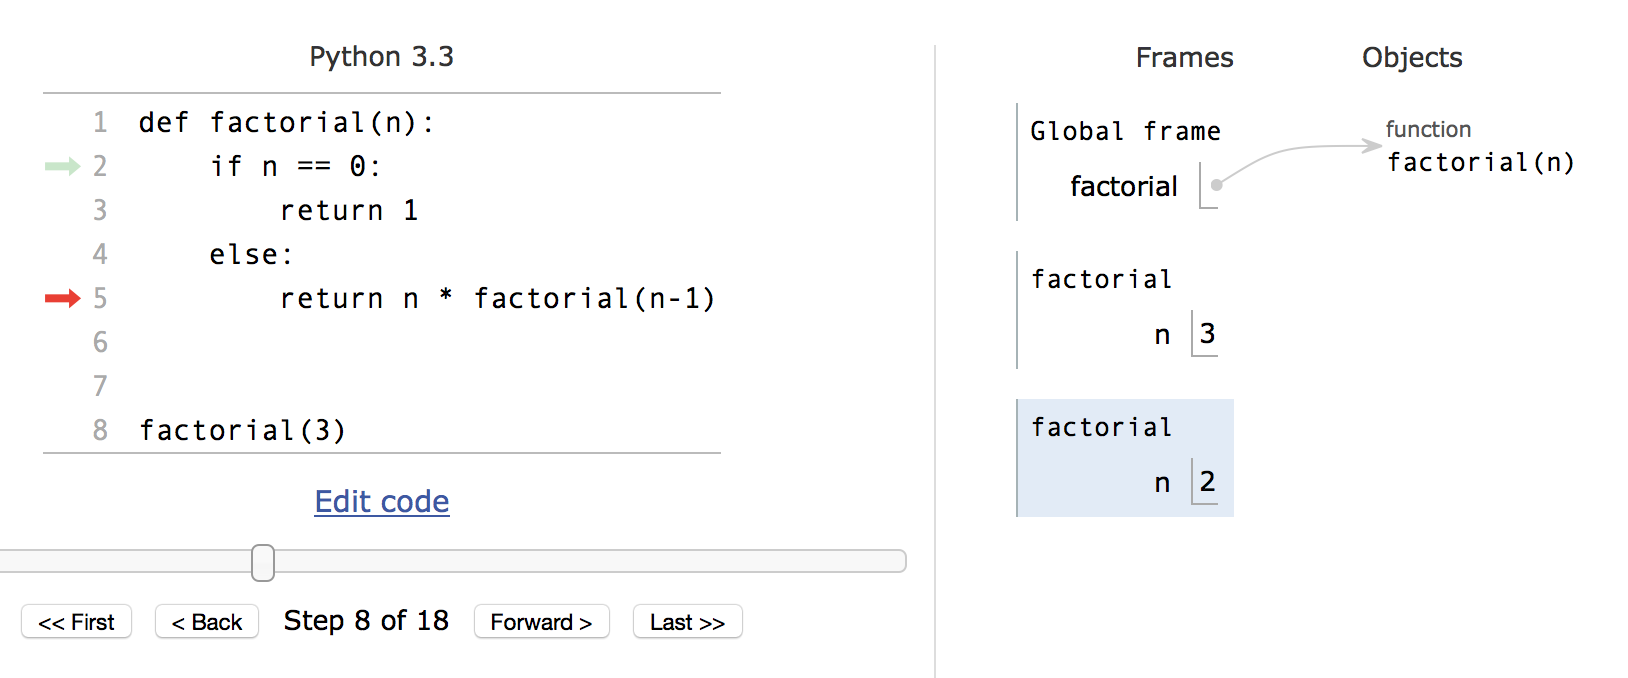 Python 3.3
1 def factorial(n):
2     if n == 0:
3         return 1
4     else:
5         return n * factorial(n-1)
6
7
8 factorial(3)
Edit code
<< First < Back Step 8 of 18 Forward > Last >>
Frames Objects
Global frame
factorial
function
factorial(n)
factorial
n 3
factorial
n 2